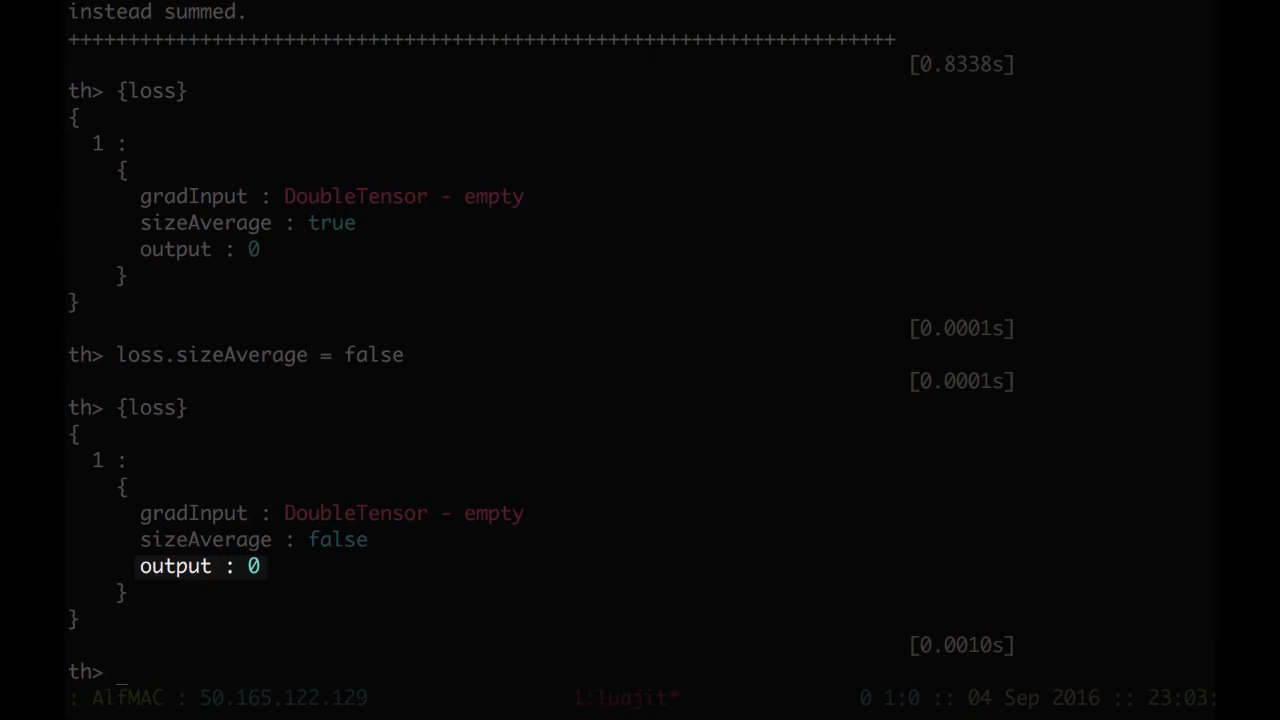 instead summed.
+++++++++++++++++++++++++++++++++++++++++++++++++++++++++++++++++++++
[0.8338s]
th> {loss}
{
1 :
{
gradInput : DoubleTensor - empty
sizeAverage : true
output : 0
}
}
[0.0001s]
th> loss.sizeAverage = false
[0.0001s]
th> {loss}
{
1 :
{
gradInput : DoubleTensor - empty
sizeAverage : false
output : 0
}
}
[0.0010s]
th> _
: AlfMAC : 50.165.122.129 1:luajit* 0 1:0 :: 04 Sep 2016 :: 23:03: